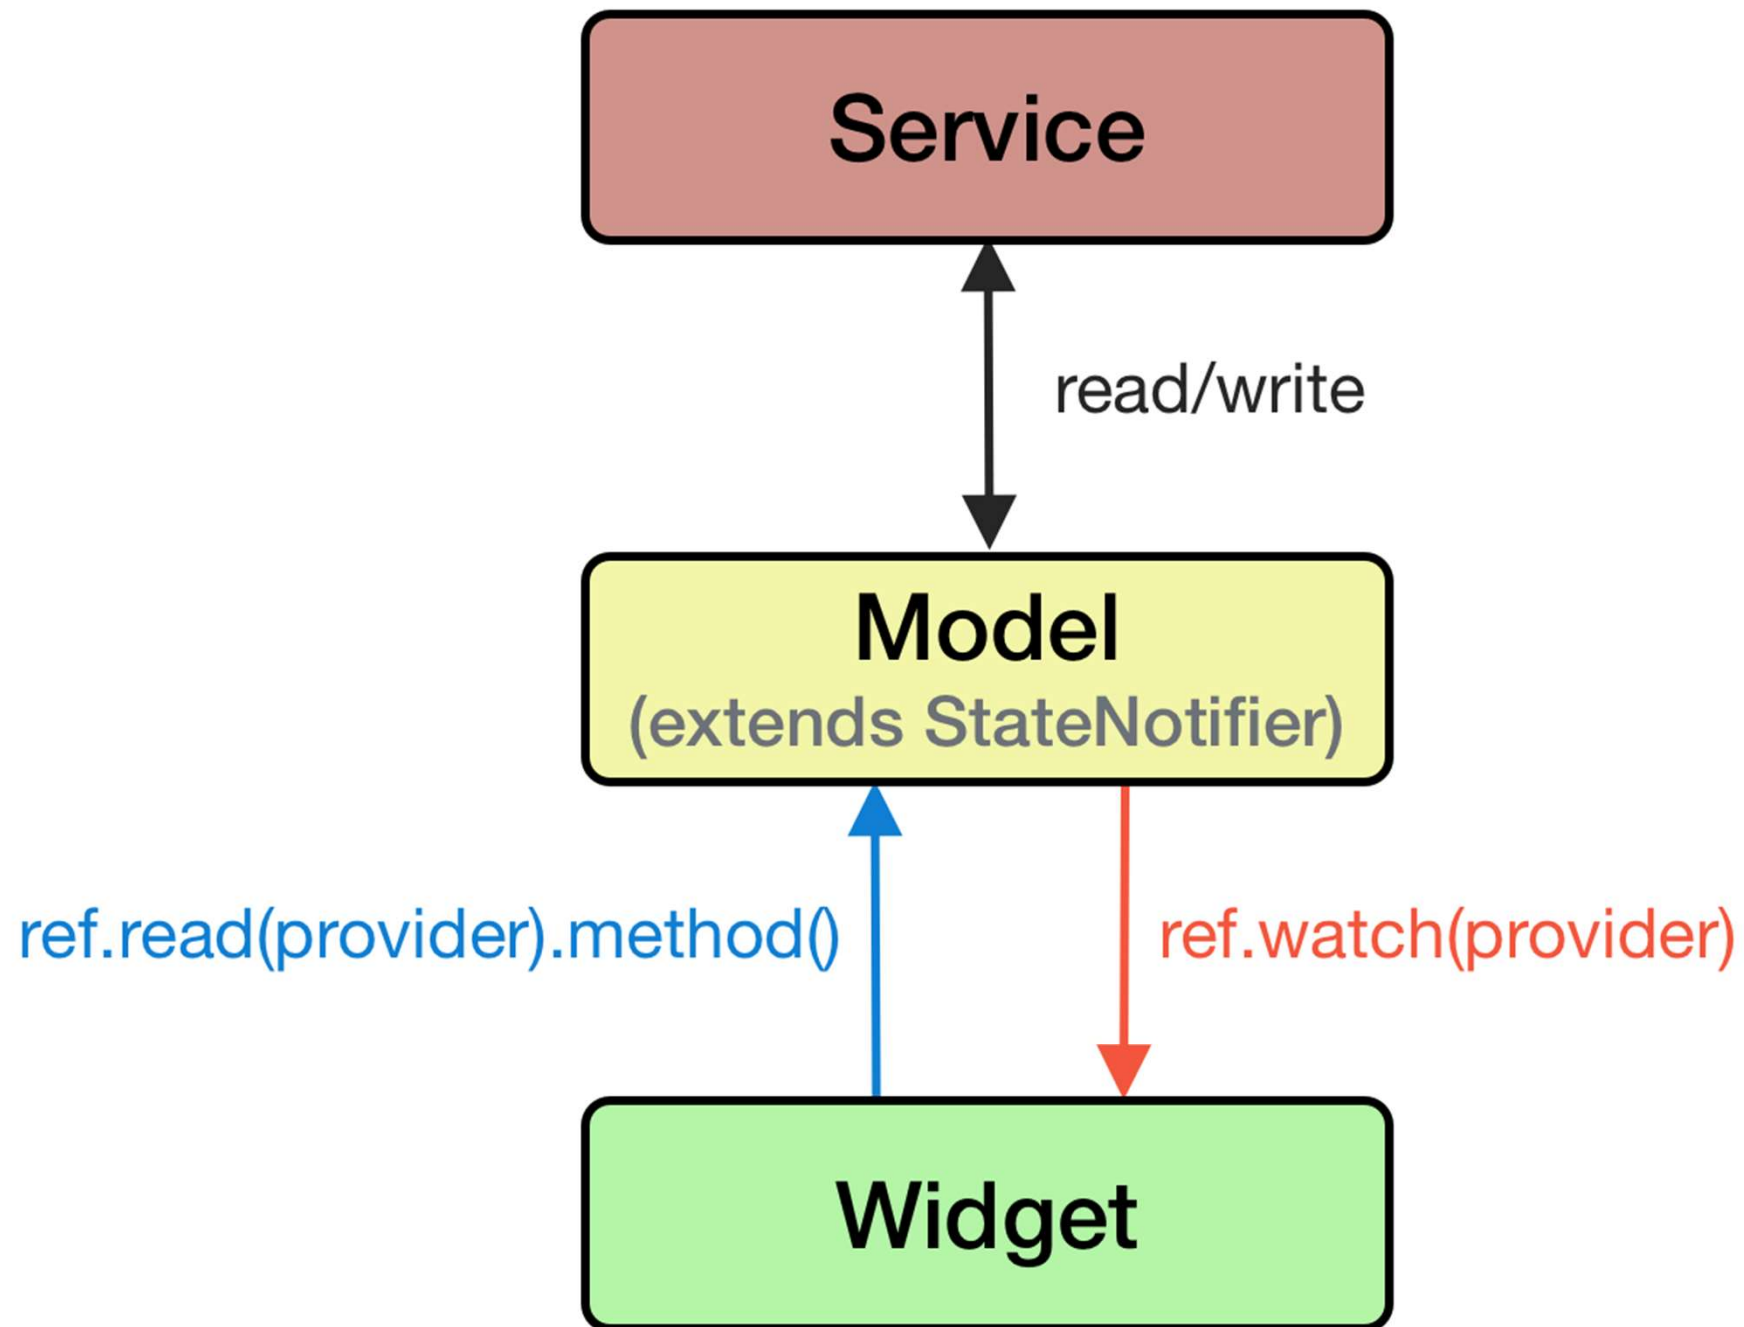 Service
read/write
Model
(extends StateNotifier)
ref.read(provider).method()
ref.watch(provider)
Widget